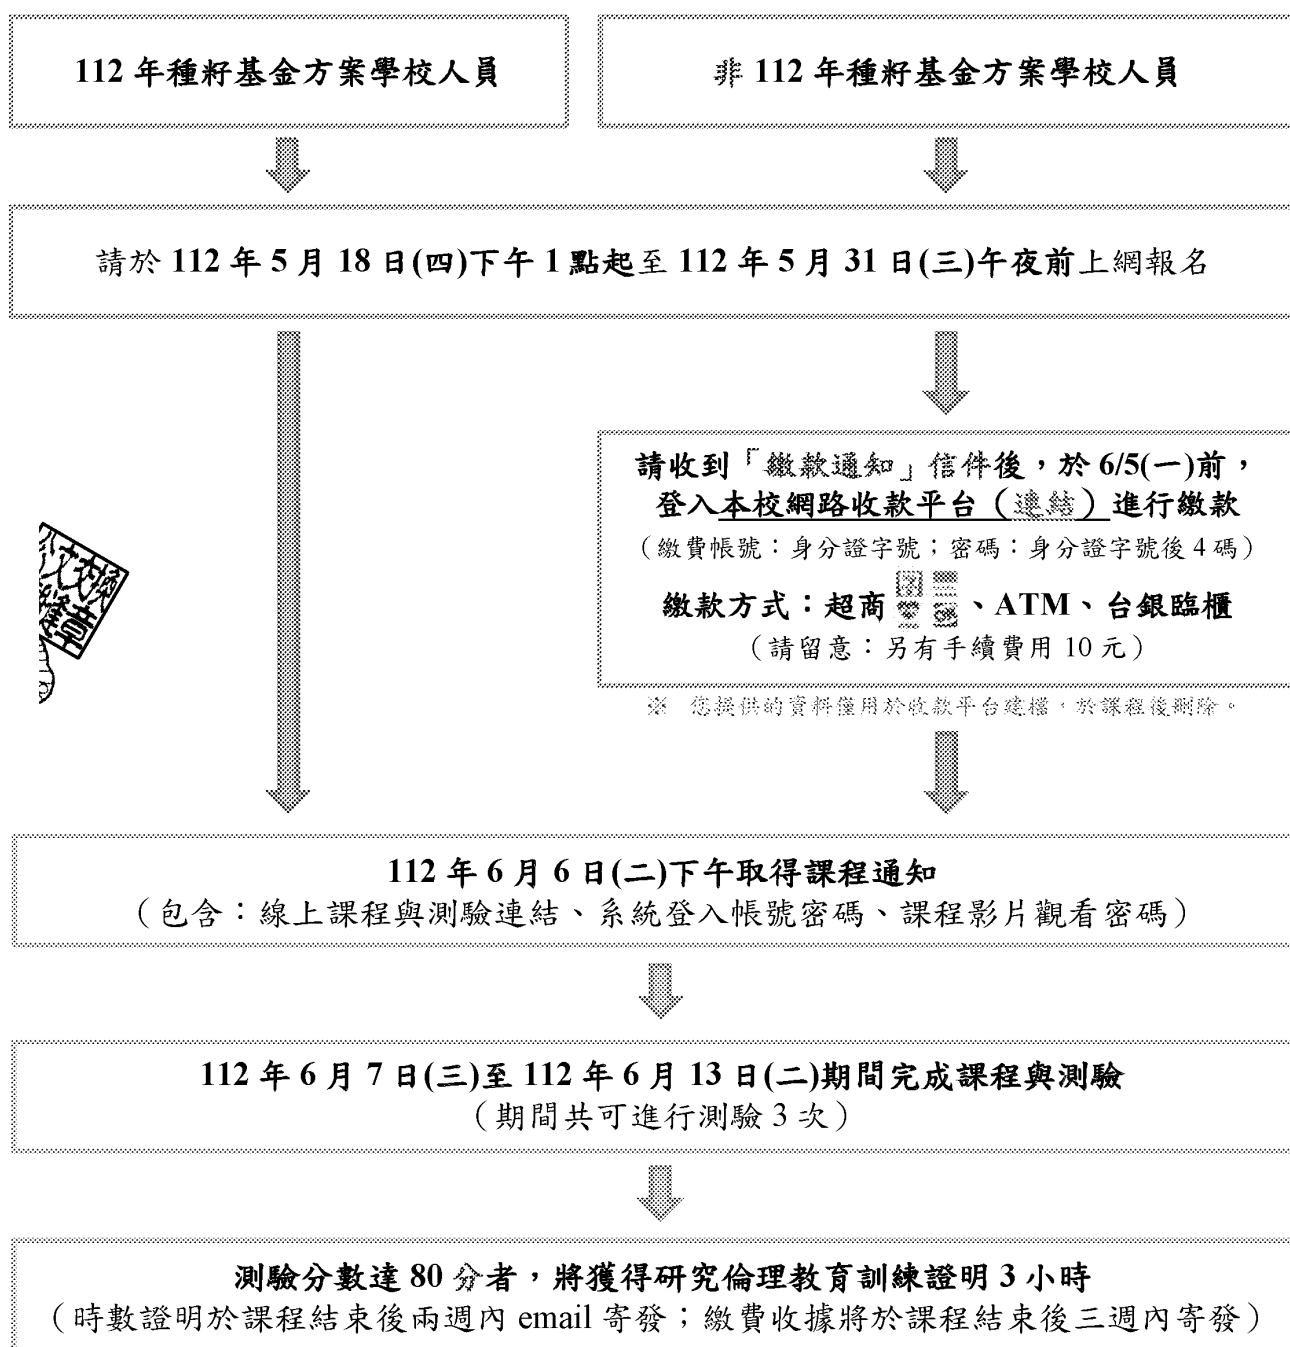 112 年種籽基金方案學校人員
非 112 年種籽基金方案學校人員
請於 112 年 5 月 18 日(四)下午 1 點起至 112 年 5 月 31 日(三)午夜前上網報名
請收到「繳款通知」信件後，於 6/5(一)前，
登入本校網路收款平台（連結）進行繳款
（繳費帳號：身分證字號；密碼：身分證字號後 4 碼）
繳款方式：超商、ATM、台銀臨櫃
（請留意：另有手續費用 10 元）
※ 您提供的資料僅用於收款平台建檔，於課程後刪除。
文交換
章
112 年 6 月 6 日(二)下午取得課程通知
（包含：線上課程與測驗連結、系統登入帳號密碼、課程影片觀看密碼）
112 年 6 月 7 日(三)至 112 年 6 月 13 日(二)期間完成課程與測驗
（期間共可進行測驗 3 次）
測驗分數達 80 分者，將獲得研究倫理教育訓練證明 3 小時
（時數證明於課程結束後兩週內 email 寄發；繳費收據將於課程結束後三週內寄發）